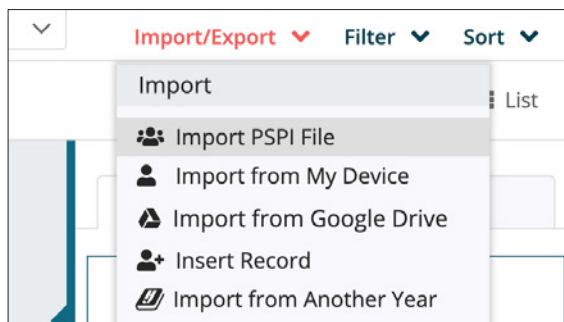 Import/Export Filter Sort
Import
List
Import PSPI File
Import from My Device
Import from Google Drive
Insert Record
Import from Another Year